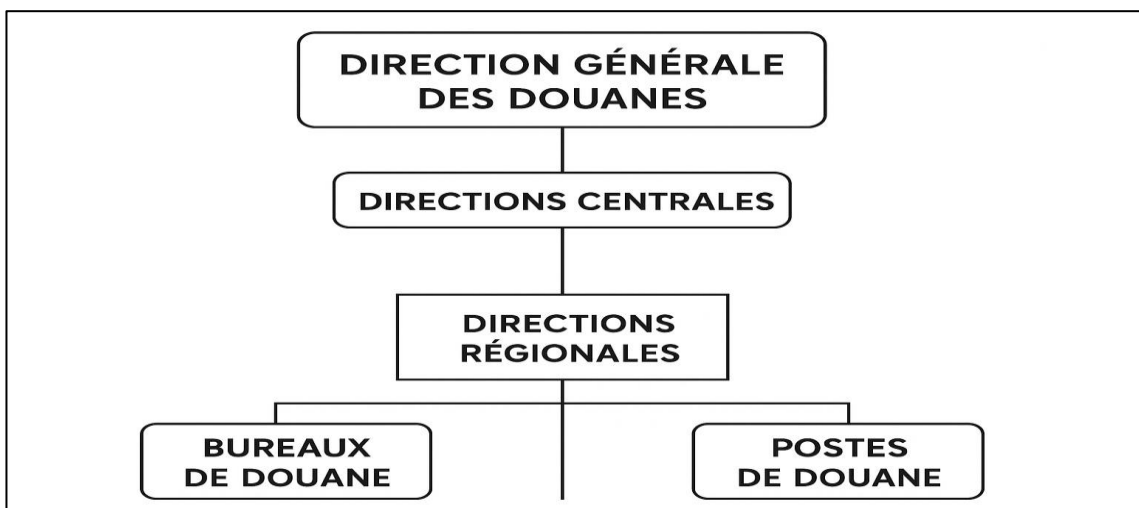 DIRECTION GÉNÉRALE
DES DOUANES
DIRECTIONS CENTRALES
DIRECTIONS
RÉGIONALES
BUREAUX
DE DOUANE
POSTES
DE DOUANE